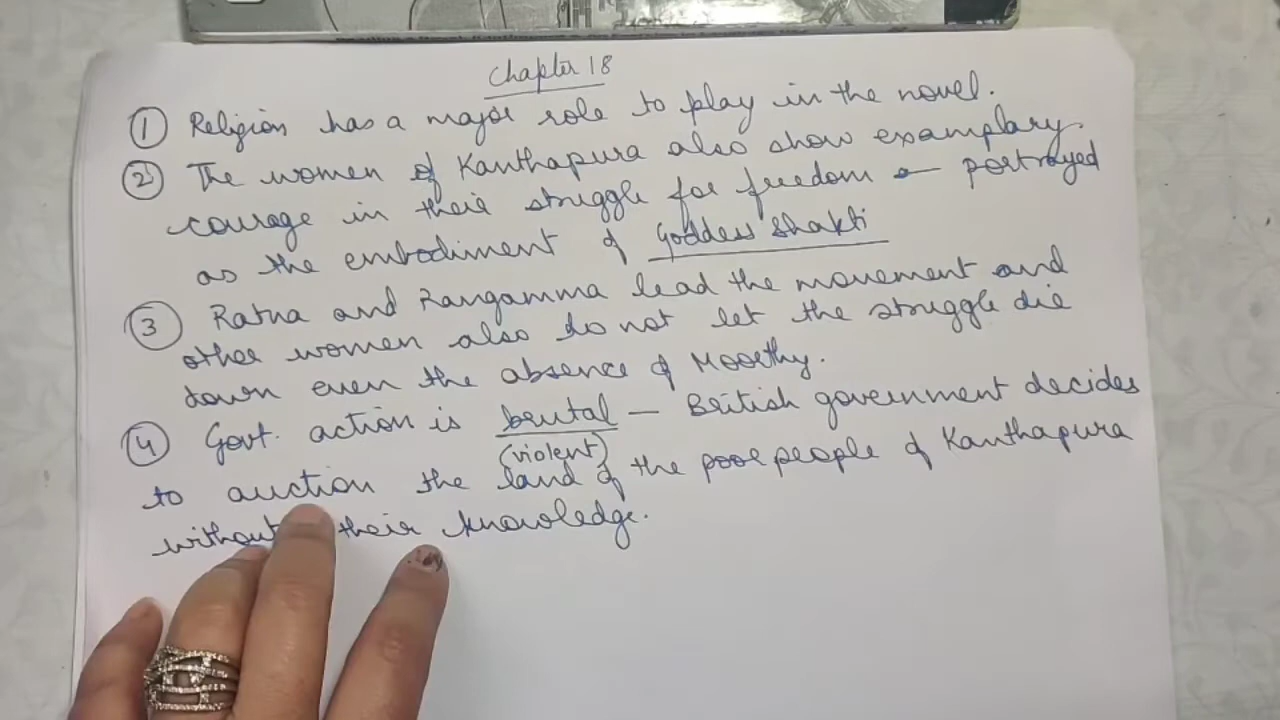 Chapter 18
① Religion has a major role to play in the novel.
② The women of Kanthapura also show examplary
courage in their struggle for freedom — portrayed
as the embodiment of Goddess Shakti
③ Ratna and Rangamma lead the movement and
other women also do not let the struggle die
down even the absence of Moorthy.
④ Govt. action is brutal — British government decides
(violent)
to auction the land of the poor people of Kanthapura
without their knowledge.